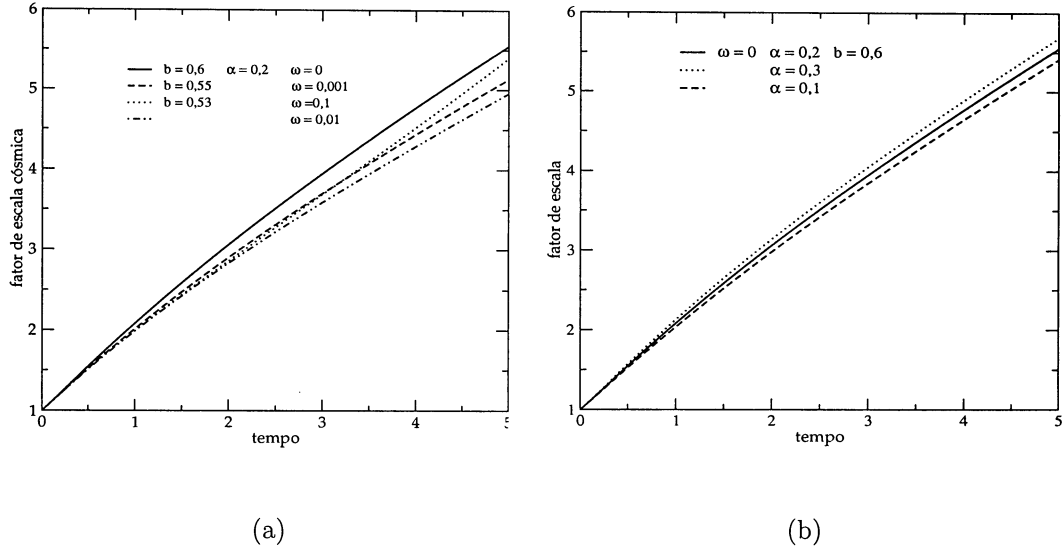 6
5
4
3
2
1
fator de escala cósmica
b = 0,6 α = 0,2 ω=0
b = 0,55 ω=0,001
b = 0,53 ω=0,1
ω=0,01
0 1 2 3 4 5
tempo
(a)
6
5
4
3
2
1
fator de escala
ω=0 α = 0,2 b = 0,6
α = 0,3
α = 0,1
0 1 2 3 4 5
tempo
(b)